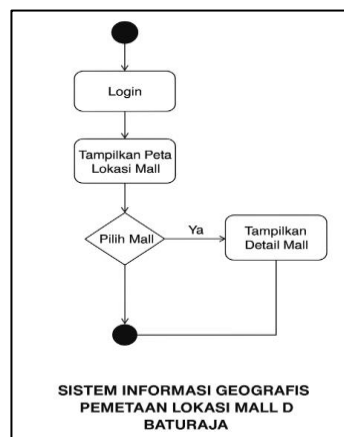 Login
Tampilkan Peta
Lokasi Mall
Pilih Mall
Ya
Tampilkan
Detail Mall
SISTEM INFORMASI GEOGRAFIS
PEMETAAN LOKASI MALL D
BATURAJA